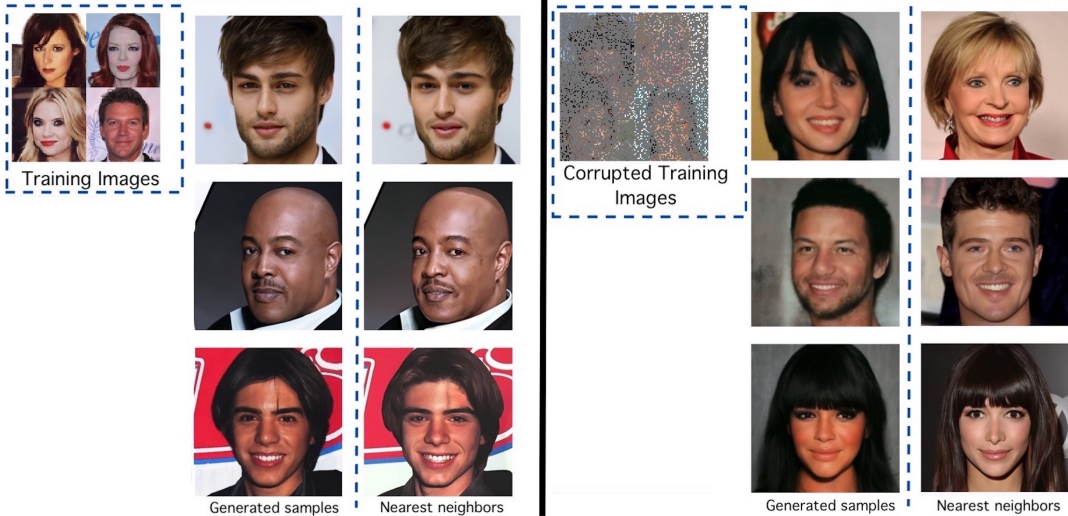 Training Images
Generated samples
Nearest neighbors
Corrupted Training
Images
Generated samples
Nearest neighbors